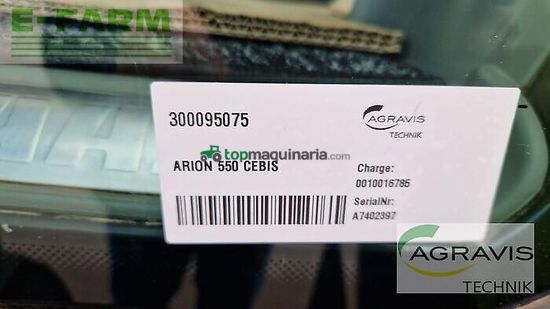 E-FARM
300095075
AGRAVIS
TECHNIK
topmaquinaria.com
ARION 550 CEBIS
Charge:
0010016785
SerialNr:
A7402397
AGRAVIS
TECHNIK